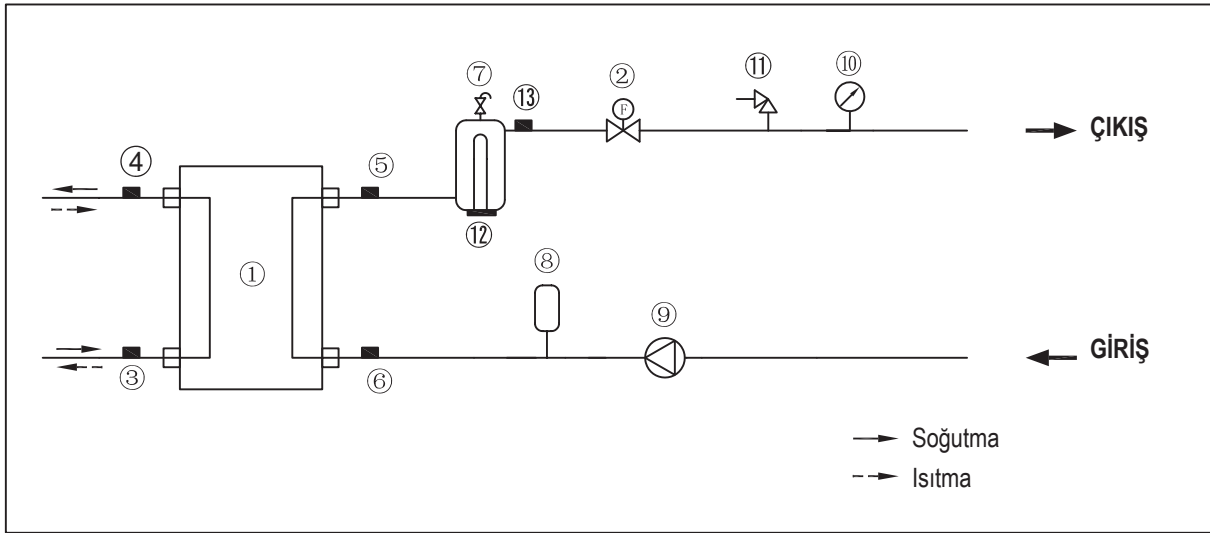 ⑦ ⑬ ② ⑪ ⑩
F
ÇIKIŞ
④ ⑤
⑫
① ⑧
⑨
GİRİŞ
③ ⑥
Soğutma
Isıtma